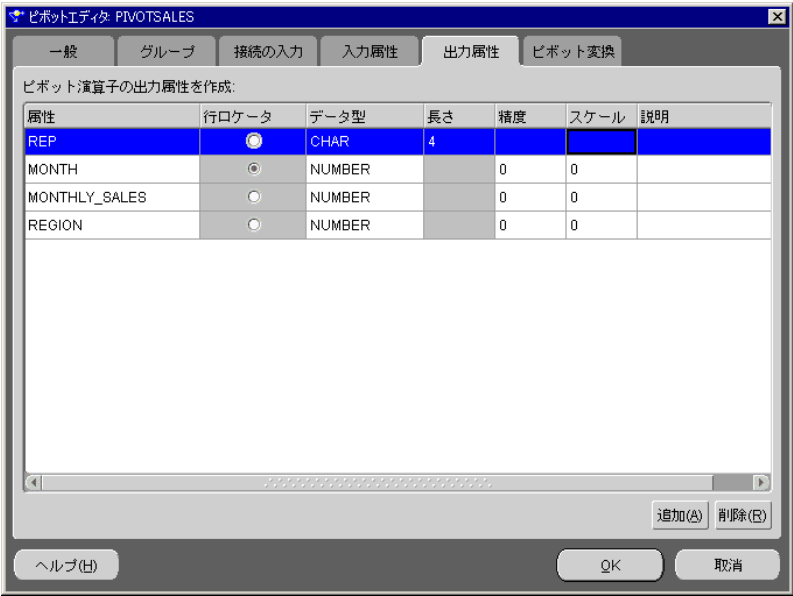 ピボットエディタ: PIVOTSALES
一般 グループ 接続の入力 入力属性 出力属性 ピボット変換
ピボット演算子の出力属性を作成:
属性 行ロケータ データ型 長さ 精度 スケール 説明
REP CHAR 4
MONTH NUMBER 0 0
MONTHLY_SALES NUMBER 0 0
REGION NUMBER 0 0
追加(A) 削除(R)
ヘルプ(H) OK 取消